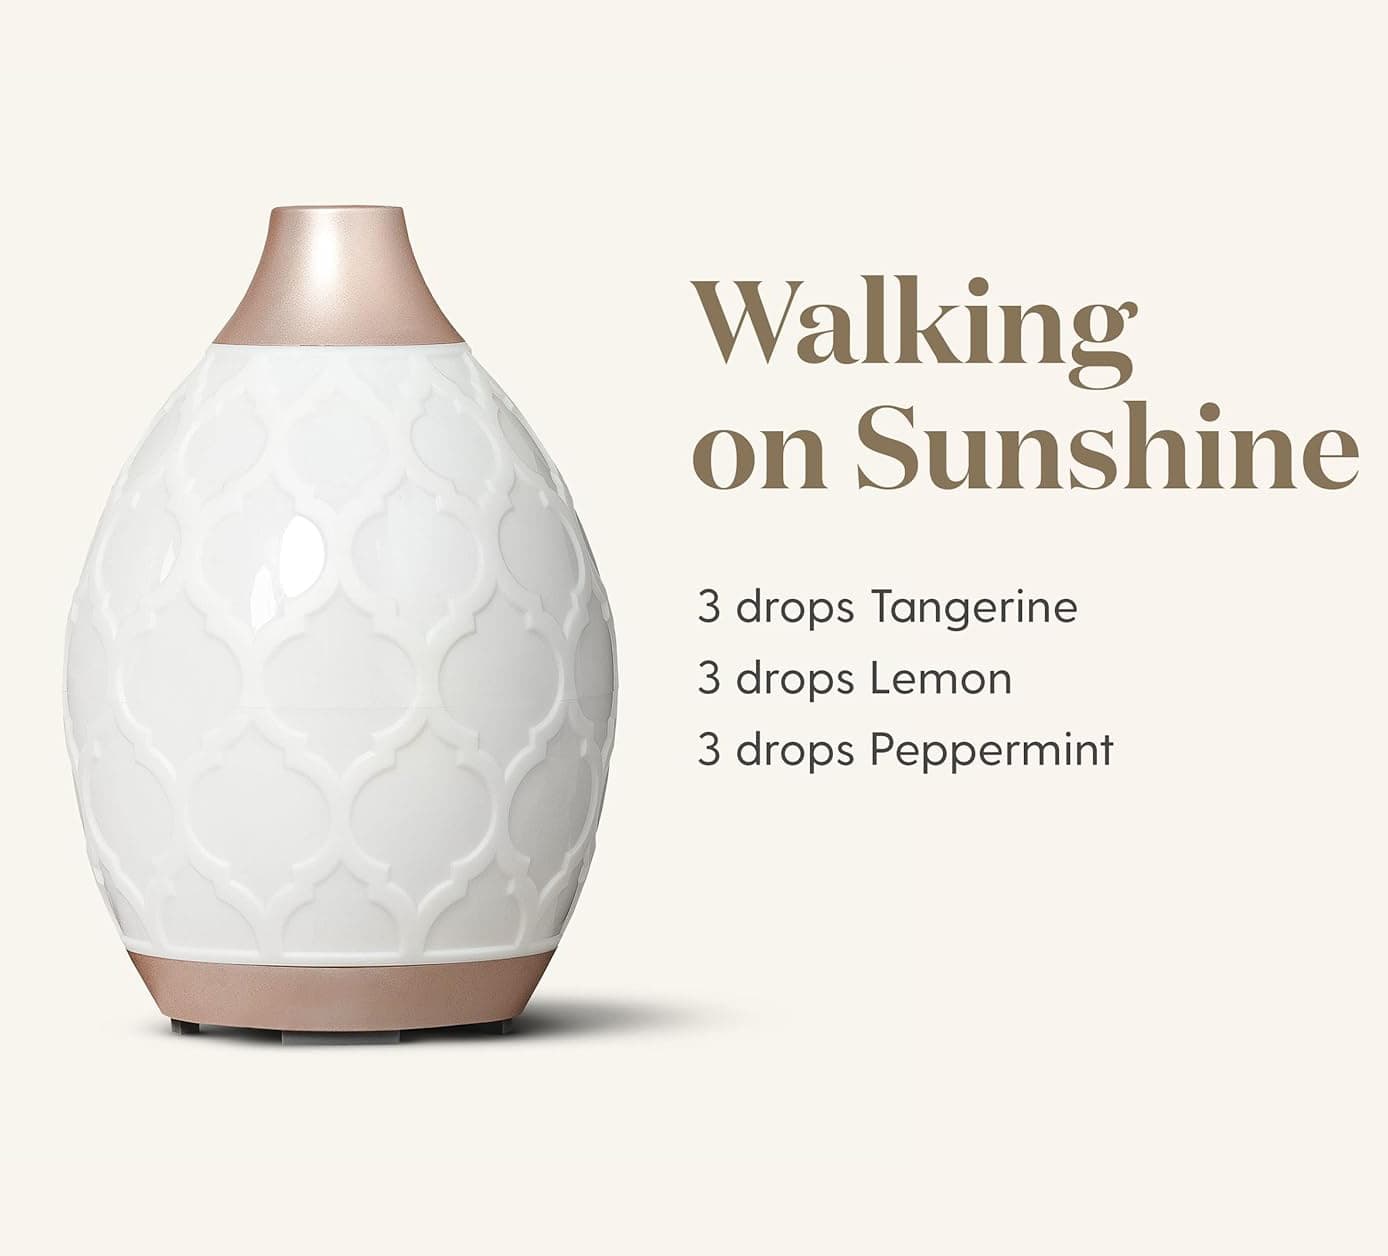 Walking
on Sunshine
3 drops Tangerine
3 drops Lemon
3 drops Peppermint